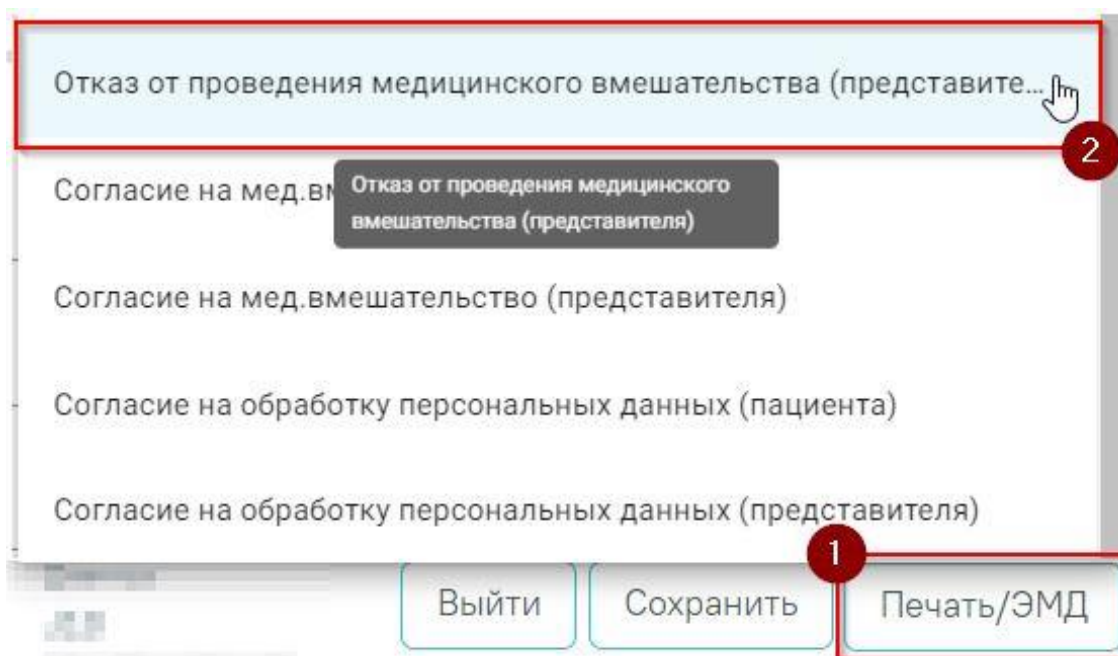 Отказ от проведения медицинского вмешательства (представите...
2
Согласие на мед.вм
Отказ от проведения медицинского
вмешательства (представителя)
Согласие на мед.вмешательство (представителя)
Согласие на обработку персональных данных (пациента)
Согласие на обработку персональных данных (представителя)
1
Выйти Сохранить Печать/ЭМД